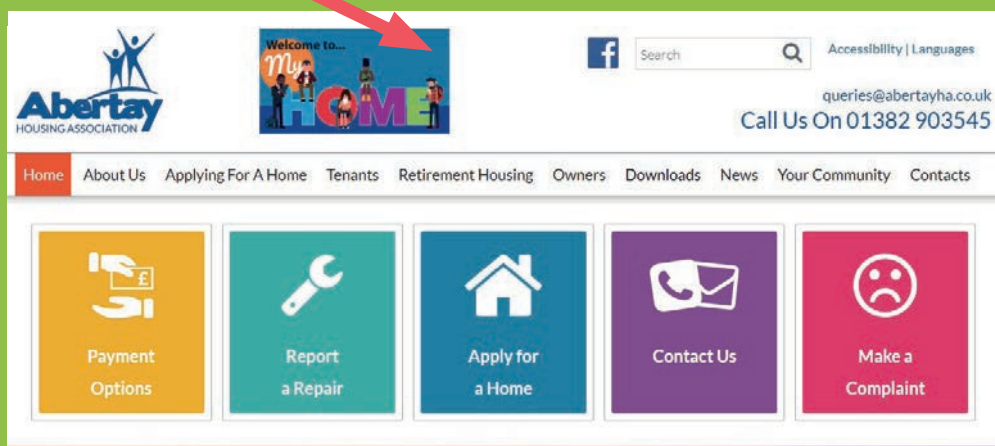 Abertay
HOUSING ASSOCIATION
Welcome to...
My
HOME
f
Search
Accessibility | Languages
queries@abertayha.co.uk
Call Us On 01382 903545
Home About Us Applying For A Home Tenants Retirement Housing Owners Downloads News Your Community Contacts
£
Payment
Options
Report
a Repair
Apply for
a Home
Contact Us
Make a
Complaint